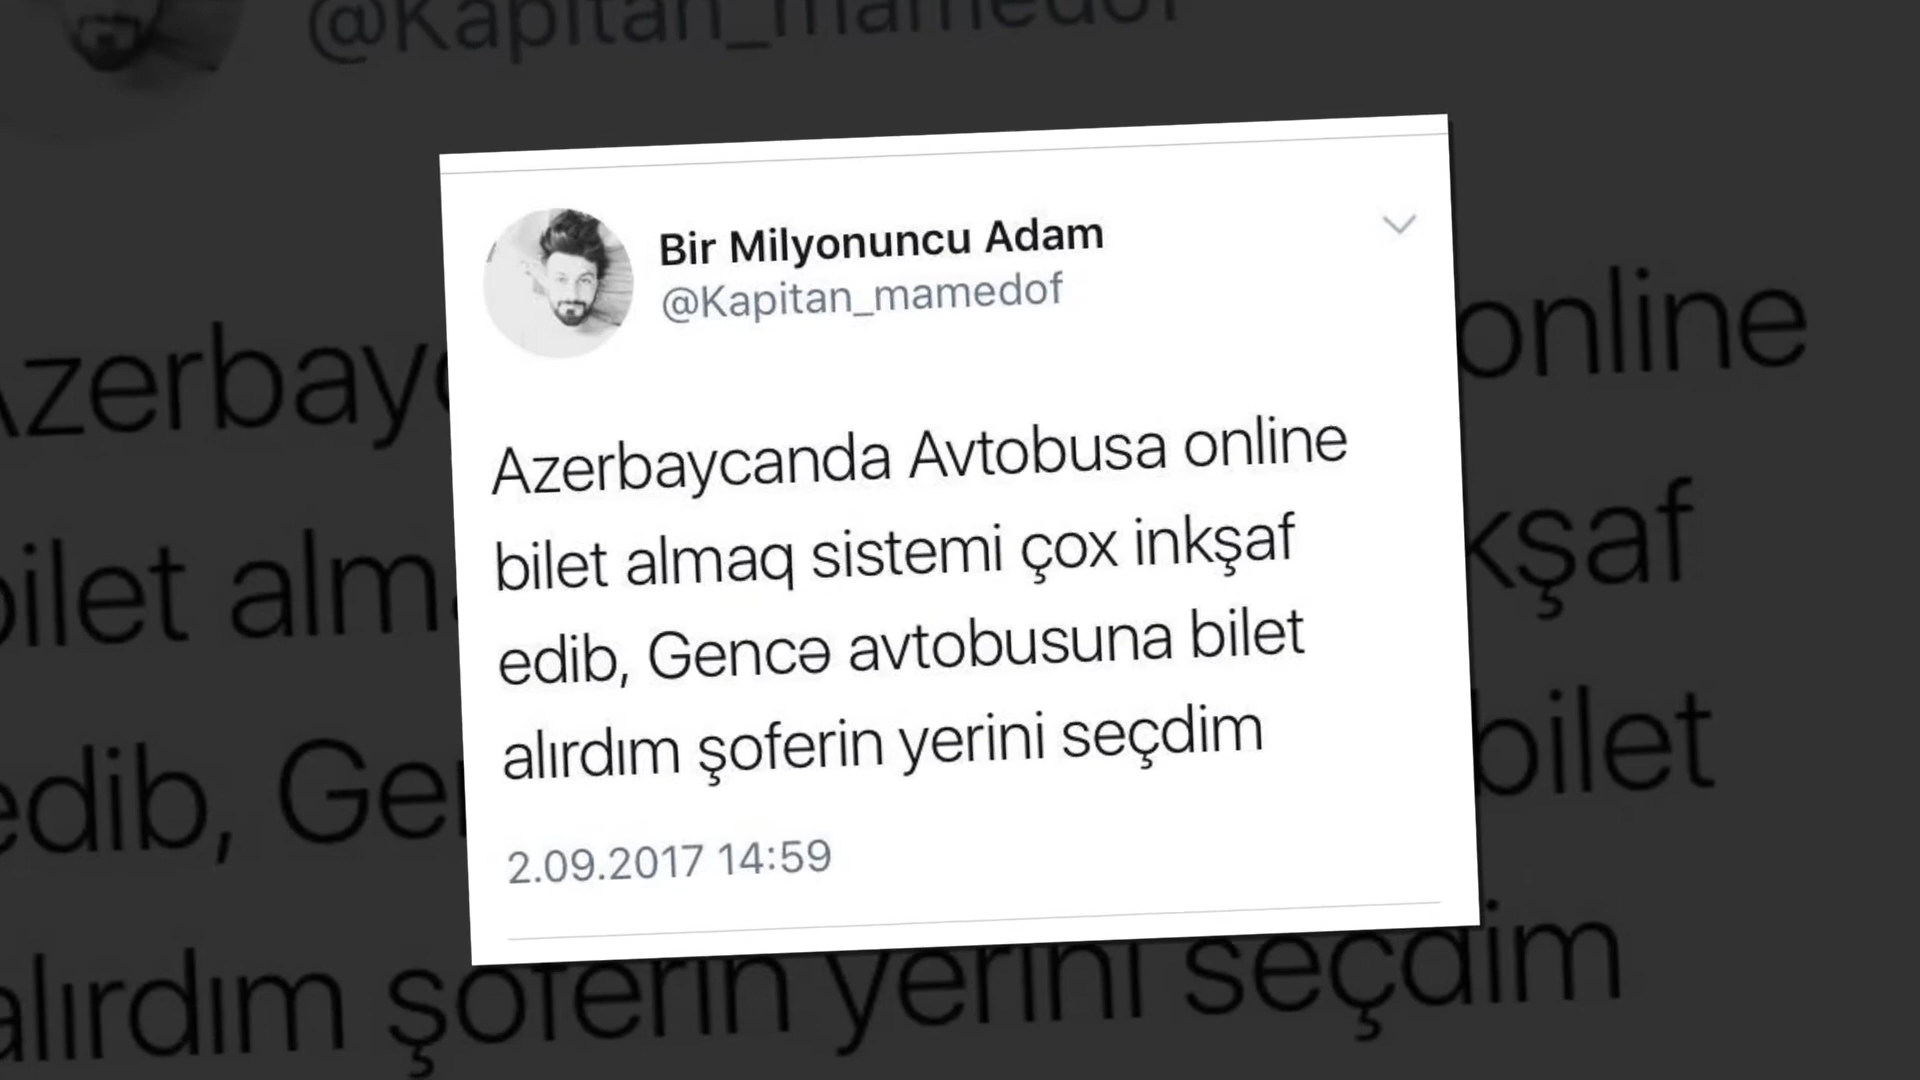 @Kapitan_mamedof
Bir Milyonuncu Adam
@Kapitan_mamedof
Azerbaycanda Avtobusa online
bilet almaq sistemi çox inkşaf
edib, Gencə avtobusuna bilet
alırdım şoferin yerini seçdim
2.09.2017 14:59